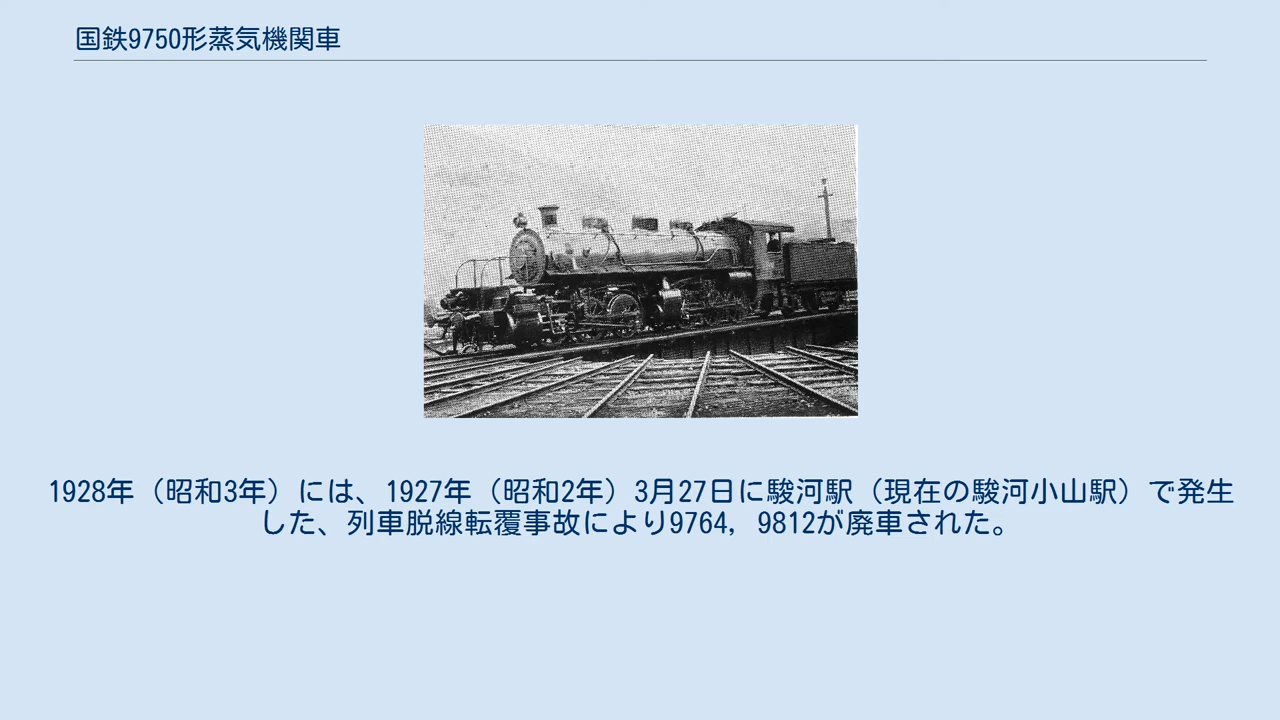 国鉄9750形蒸気機関車
1928年（昭和3年）には、1927年（昭和2年）3月27日に駿河駅（現在の駿河小山駅）で発生
した、列車脱線転覆事故により9764，9812が廃車された。